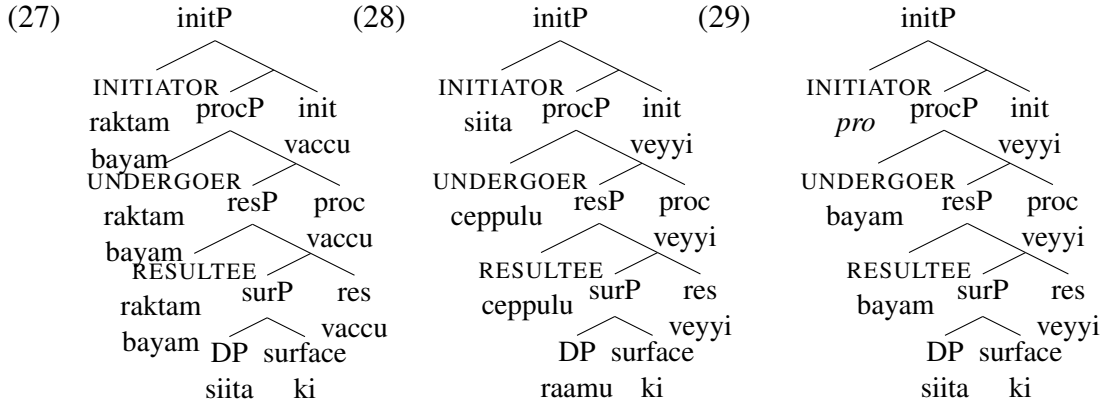 (27) initP (28) initP (29) initP
INITIATOR INITIATOR INITIATOR
raktam procP init siita procP init pro procP init
bayam vaccu veyyi veyyi
UNDERGOER UNDERGOER UNDERGOER
raktam resP proc ceppulu resP proc bayam resP proc
bayam vaccu veyyi veyyi
RESULTEE RESULTEE RESULTEE
raktam surP res ceppulu surP res bayam surP res
bayam vaccu veyyi veyyi
DP surface DP surface DP surface
siita ki raamu ki siita ki